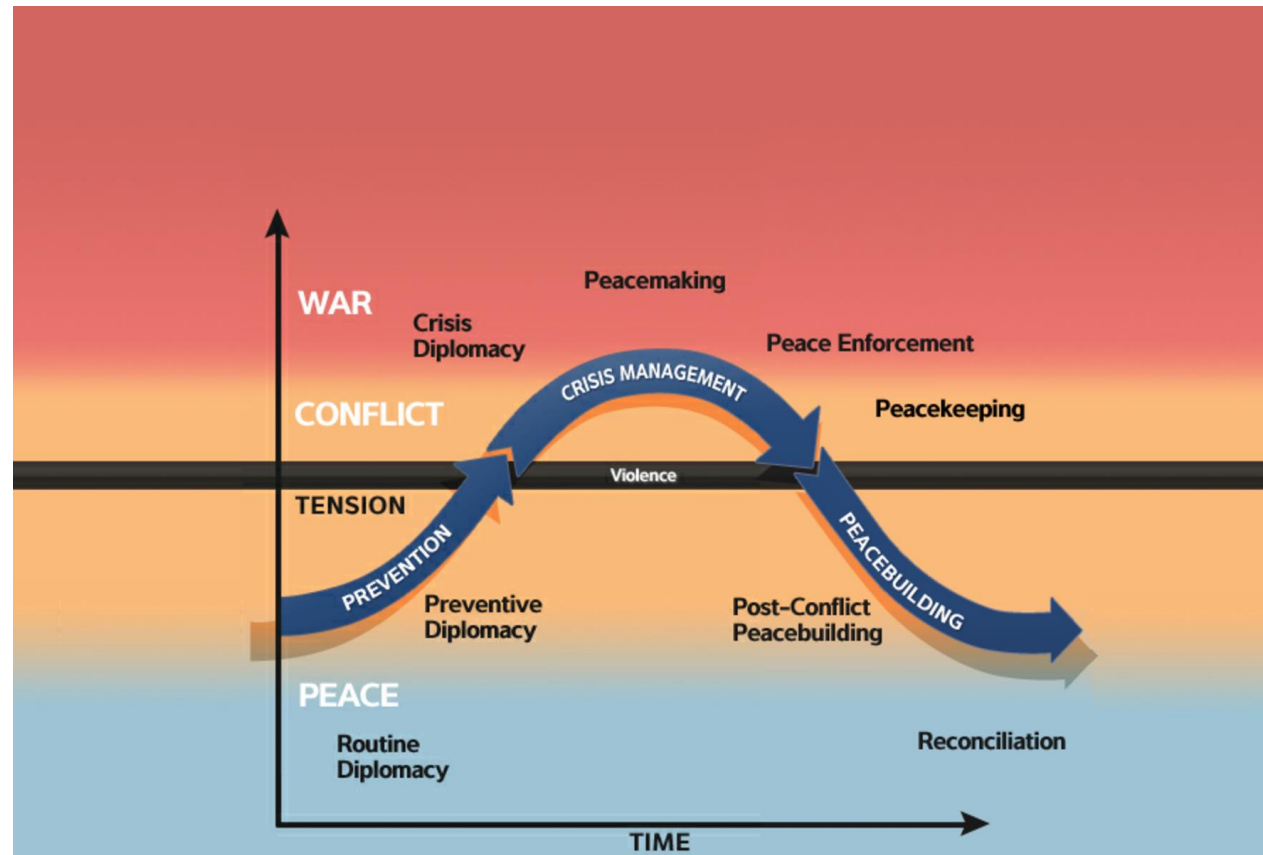 Peacemaking
WAR
Crisis
Diplomacy
Peace Enforcement
CRISIS MANAGEMENT
CONFLICT
Peacekeeping
Violence
TENSION
PREVENTION
PEACEBUILDING
Preventive
Diplomacy
Post-Conflict
Peacebuilding
PEACE
Routine
Diplomacy
Reconciliation
TIME